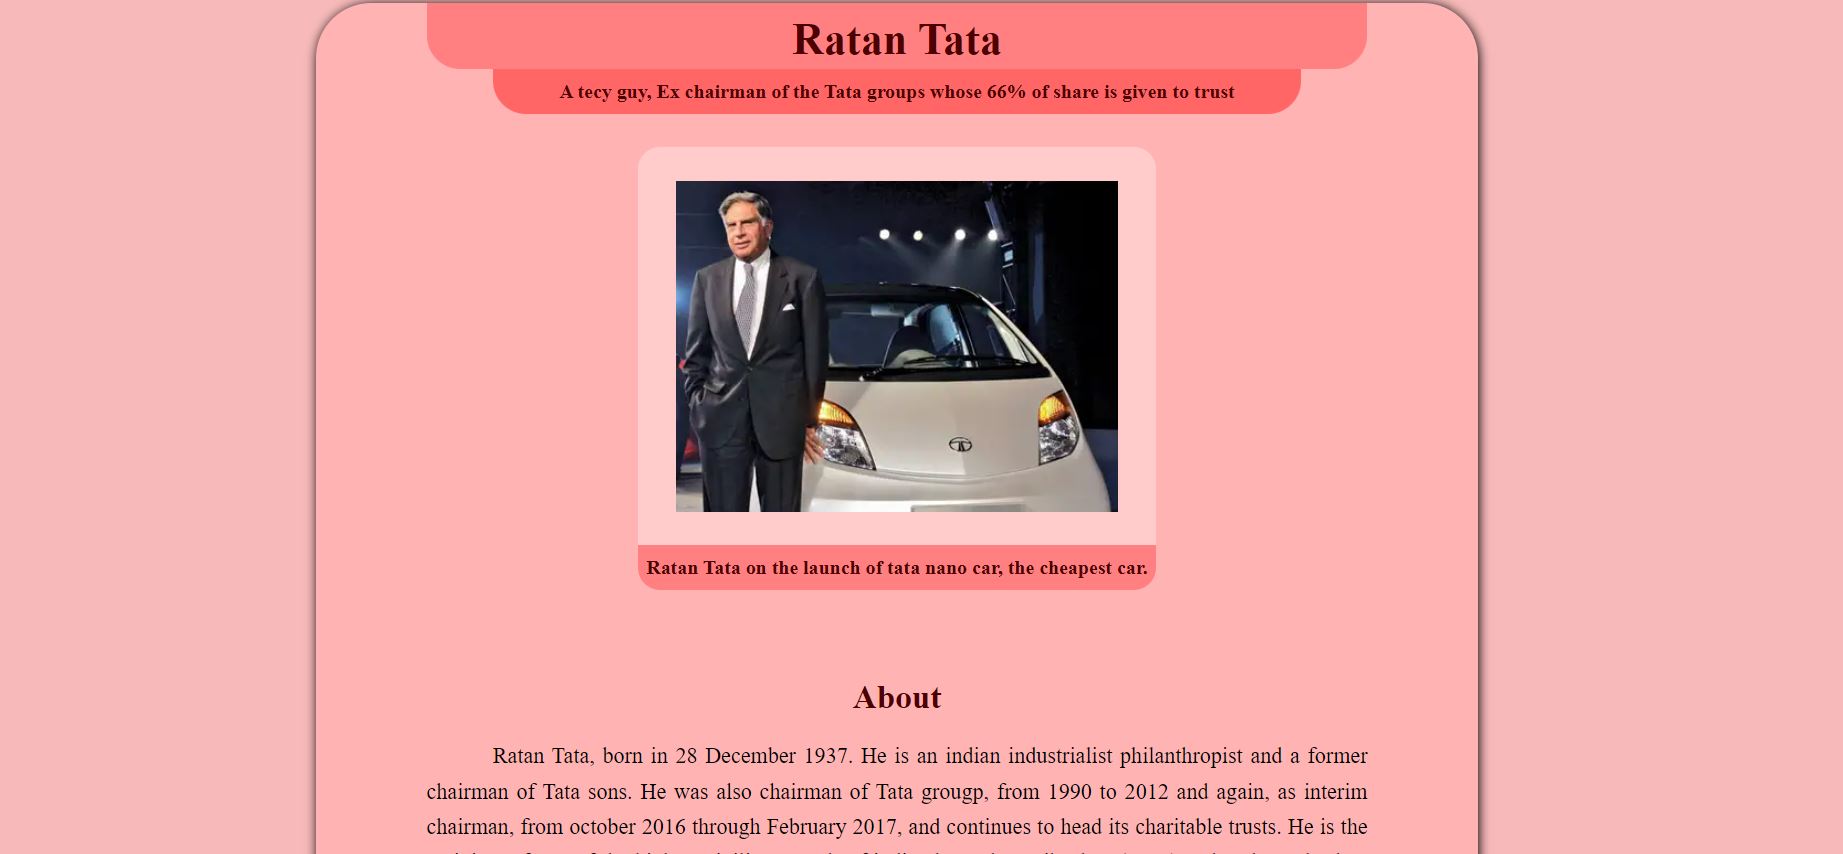 Ratan Tata
A tecy guy, Ex chairman of the Tata groups whose 66% of share is given to trust
Ratan Tata on the launch of tata nano car, the cheapest car.
About
Ratan Tata, born in 28 December 1937. He is an indian industrialist philanthropist and a former
chairman of Tata sons. He was also chairman of Tata grougp, from 1990 to 2012 and again, as interim
chairman, from october 2016 through February 2017, and continues to head its charitable trusts. He is the